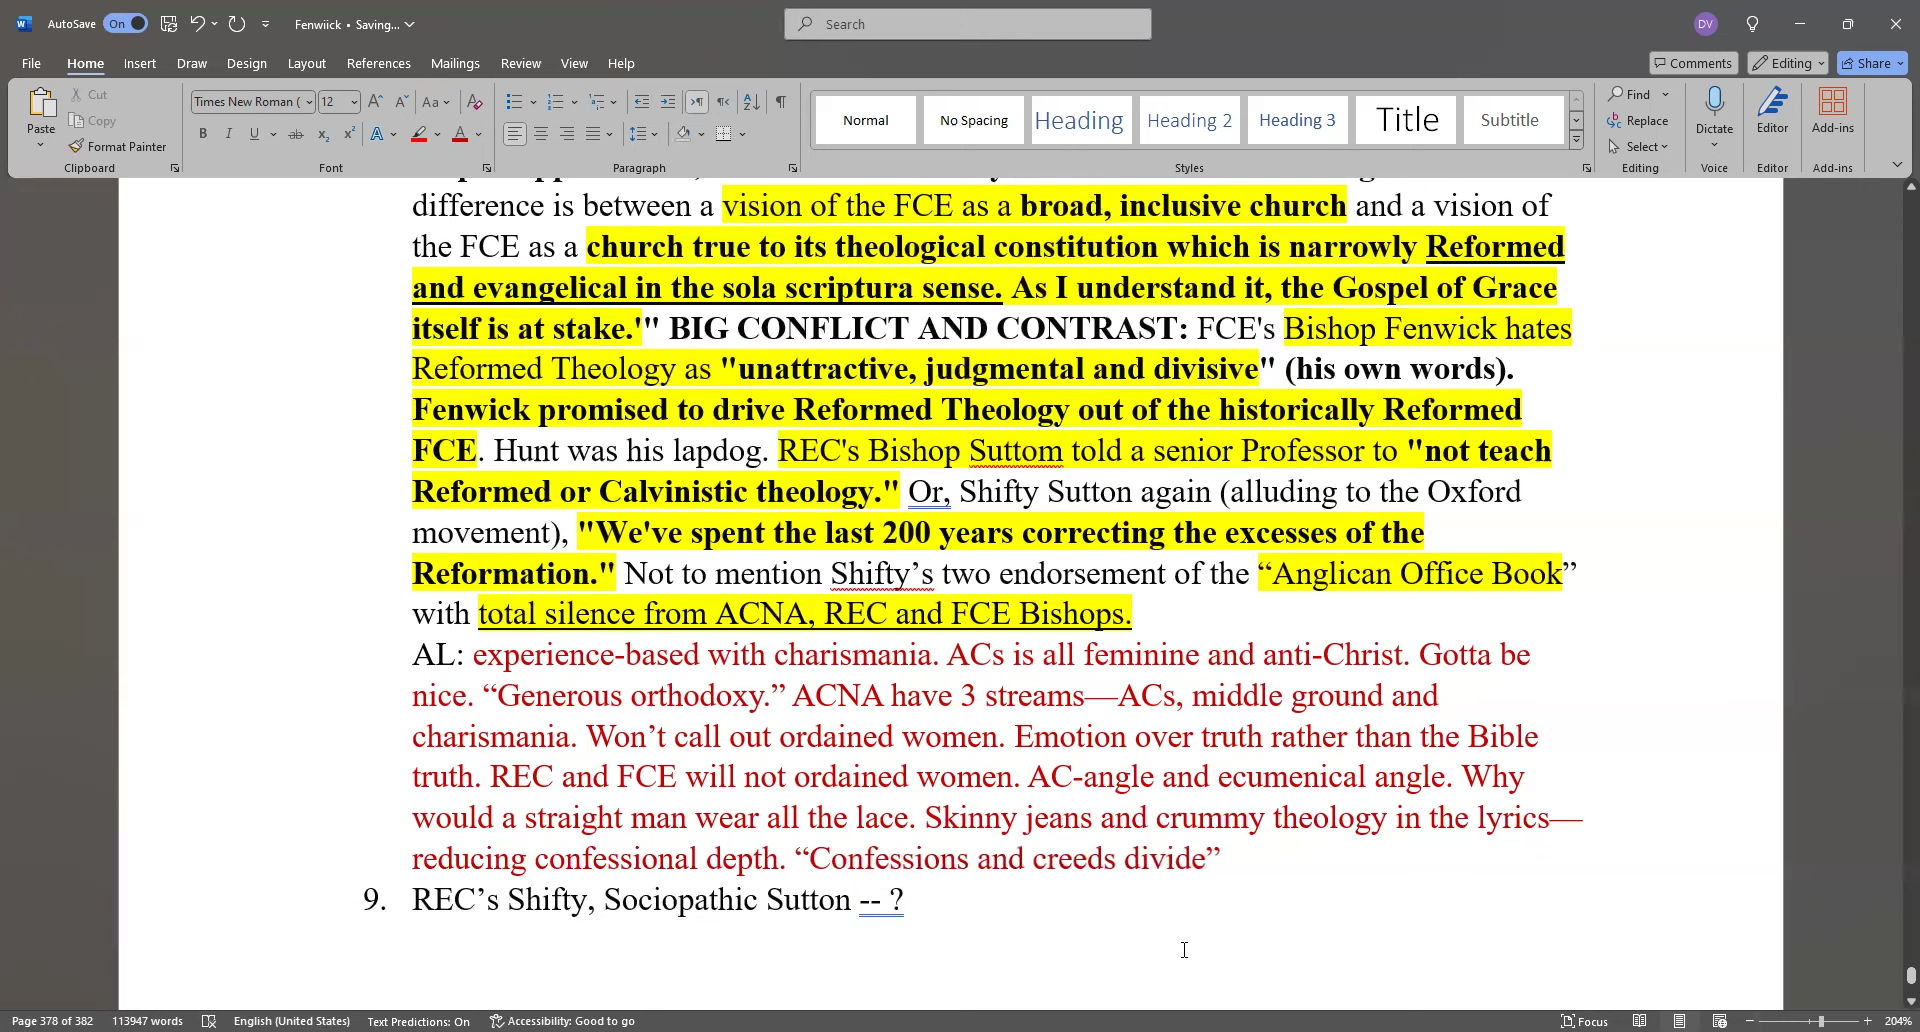 AutoSave On Fenwiick • Saving... Search DV
File Home Insert Draw Design Layout References Mailings Review View Help Comments Editing Share
Paste Cut Copy Format Painter Clipboard
Times New Roman ( 12 Aa
B I U ab x2 x2 A A Font Paragraph
Normal No Spacing Heading Heading 2 Heading 3 Title Subtitle Styles
Find Replace Select Editing
Dictate Voice Editor Editor Add-ins Add-ins
difference is between a vision of the FCE as a broad, inclusive church and a vision of
the FCE as a church true to its theological constitution which is narrowly Reformed
and evangelical in the sola scriptura sense. As I understand it, the Gospel of Grace
itself is at stake.'" BIG CONFLICT AND CONTRAST: FCE's Bishop Fenwick hates
Reformed Theology as "unattractive, judgmental and divisive" (his own words).
Fenwick promised to drive Reformed Theology out of the historically Reformed
FCE. Hunt was his lapdog. REC's Bishop Suttom told a senior Professor to "not teach
Reformed or Calvinistic theology." Or, Shifty Sutton again (alluding to the Oxford
movement), "We've spent the last 200 years correcting the excesses of the
Reformation." Not to mention Shifty’s two endorsement of the “Anglican Office Book”
with total silence from ACNA, REC and FCE Bishops.
AL: experience-based with charismania. ACs is all feminine and anti-Christ. Gotta be
nice. “Generous orthodoxy.” ACNA have 3 streams—ACs, middle ground and
charismania. Won’t call out ordained women. Emotion over truth rather than the Bible
truth. REC and FCE will not ordained women. AC-angle and ecumenical angle. Why
would a straight man wear all the lace. Skinny jeans and crummy theology in the lyrics—
reducing confessional depth. “Confessions and creeds divide”
9. REC’s Shifty, Sociopathic Sutton -- ?
Page 378 of 382 113947 words English (United States) Text Predictions: On Accessibility: Good to go Focus 204%